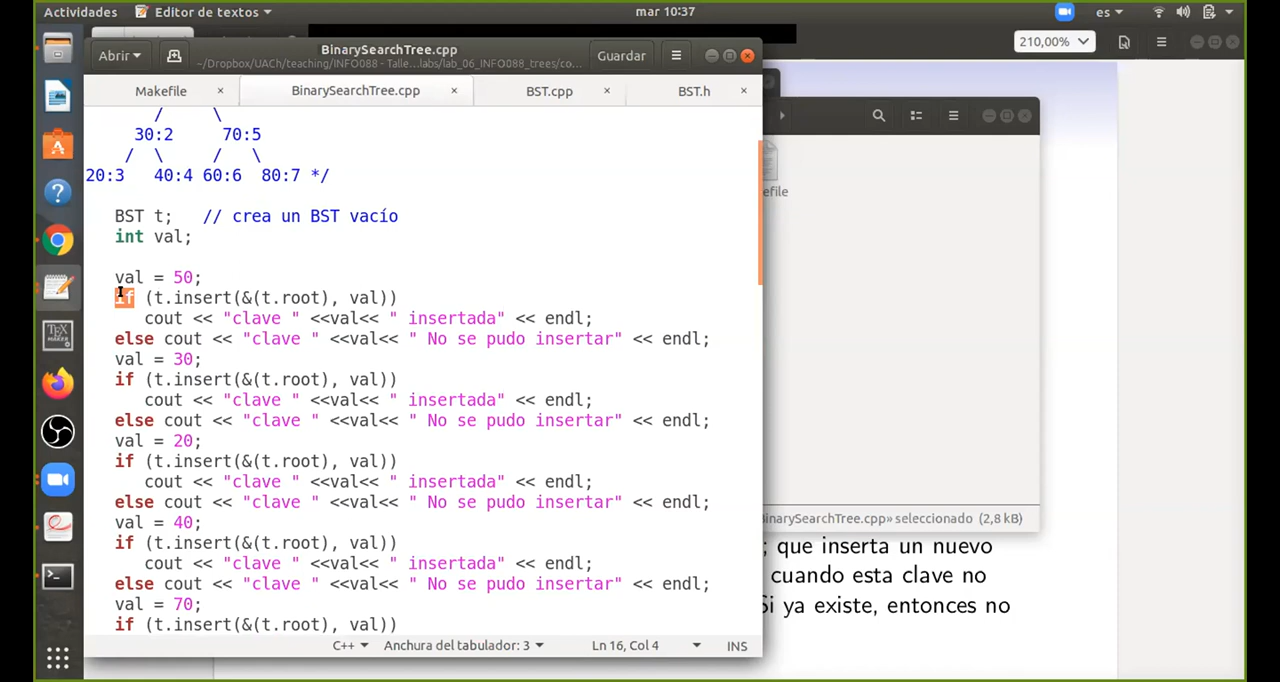 Actividades
Editor de textos
mar 10:37
es
Abrir
BinarySearchTree.cpp
~/Dropbox/UACh/teaching/INFO088 - Talle...labs/lab_06_INFO088_trees/co...
Guardar
210,00%
Makefile
BinarySearchTree.cpp
BST.cpp
BST.h
/ \
30:2 70:5
/ \ / \
20:3 40:4 60:6 80:7 */
BST t; // crea un BST vacío
int val;
val = 50;
if (t.insert(&(t.root), val))
cout << "clave " <<val<< " insertada" << endl;
else cout << "clave " <<val<< " No se pudo insertar" << endl;
val = 30;
if (t.insert(&(t.root), val))
cout << "clave " <<val<< " insertada" << endl;
else cout << "clave " <<val<< " No se pudo insertar" << endl;
val = 20;
if (t.insert(&(t.root), val))
cout << "clave " <<val<< " insertada" << endl;
else cout << "clave " <<val<< " No se pudo insertar" << endl;
val = 40;
if (t.insert(&(t.root), val))
cout << "clave " <<val<< " insertada" << endl;
else cout << "clave " <<val<< " No se pudo insertar" << endl;
val = 70;
if (t.insert(&(t.root), val))
C++ Anchura del tabulador: 3 Ln 16, Col 4 INS
efile
BinarySearchTree.cpp» seleccionado (2,8 kB)
; que inserta un nuevo
cuando esta clave no
Si ya existe, entonces no
TEX
MAKER